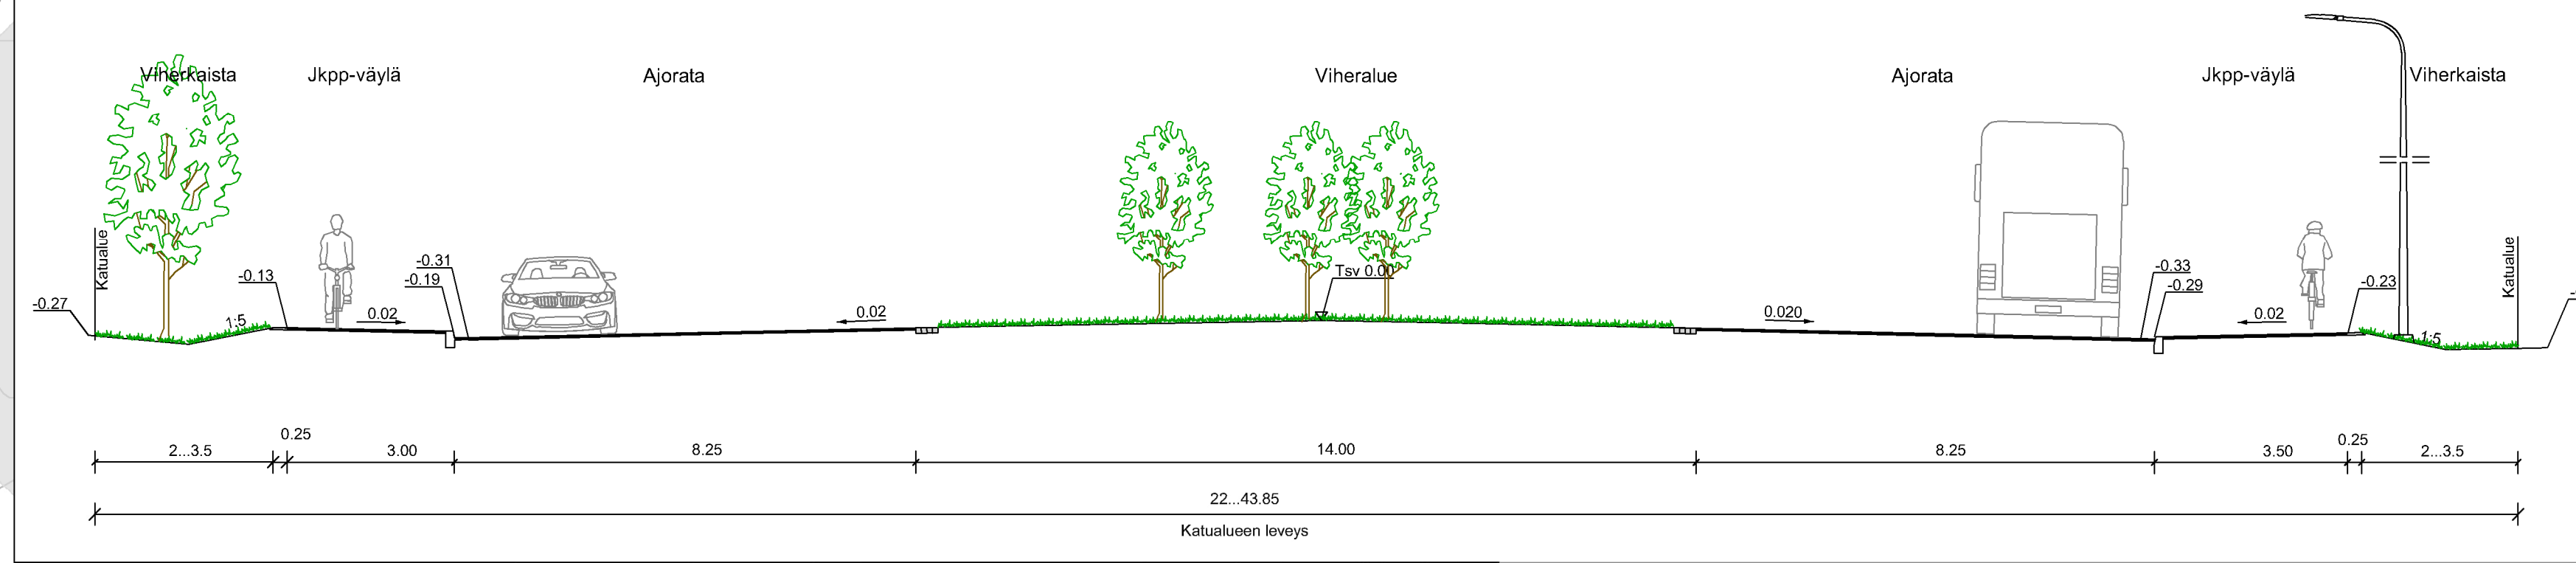 Viherkaista
Jkpp-väylä
Ajorata
Viheralue
Ajorata
Jkpp-väylä
Viherkaista
Katualue
-0.27
-0.13
1:5
0.02
-0.31
-0.19
0.02
Tsv 0.00
0.020
-0.33
-0.29
0.02
-0.23
1:5
Katualue
2...3.5
0.25
3.00
8.25
14.00
8.25
3.50
0.25
2...3.5
22...43.85
Katualueen leveys